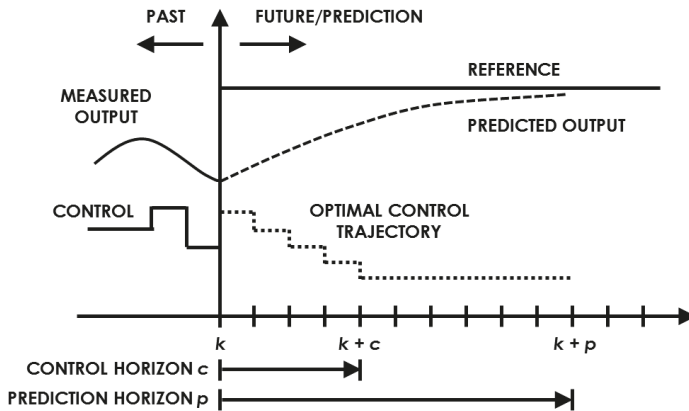 PAST
FUTURE/PREDICTION
REFERENCE
MEASURED
OUTPUT
PREDICTED OUTPUT
CONTROL
OPTIMAL CONTROL
TRAJECTORY
k
k + c
k + p
CONTROL HORIZON c
PREDICTION HORIZON p